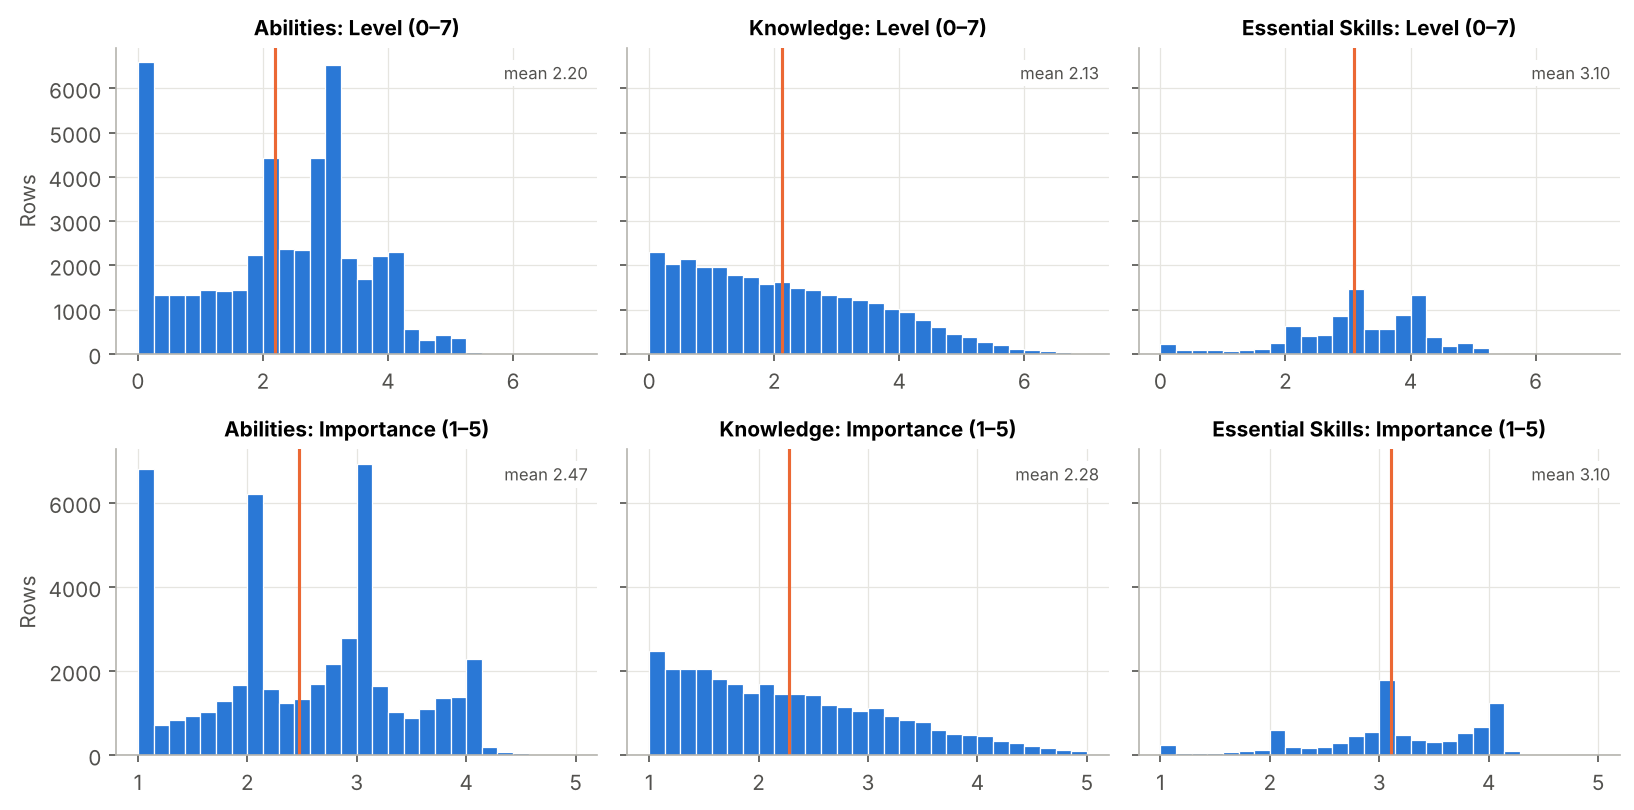 Abilities: Level (0–7)
Knowledge: Level (0–7)
Essential Skills: Level (0–7)
mean 2.20
mean 2.13
mean 3.10
Rows
6000
5000
4000
3000
2000
1000
0
0 2 4 6
0 2 4 6
0 2 4 6
Abilities: Importance (1–5)
Knowledge: Importance (1–5)
Essential Skills: Importance (1–5)
mean 2.47
mean 2.28
mean 3.10
Rows
6000
4000
2000
0
1 2 3 4 5
1 2 3 4 5
1 2 3 4 5